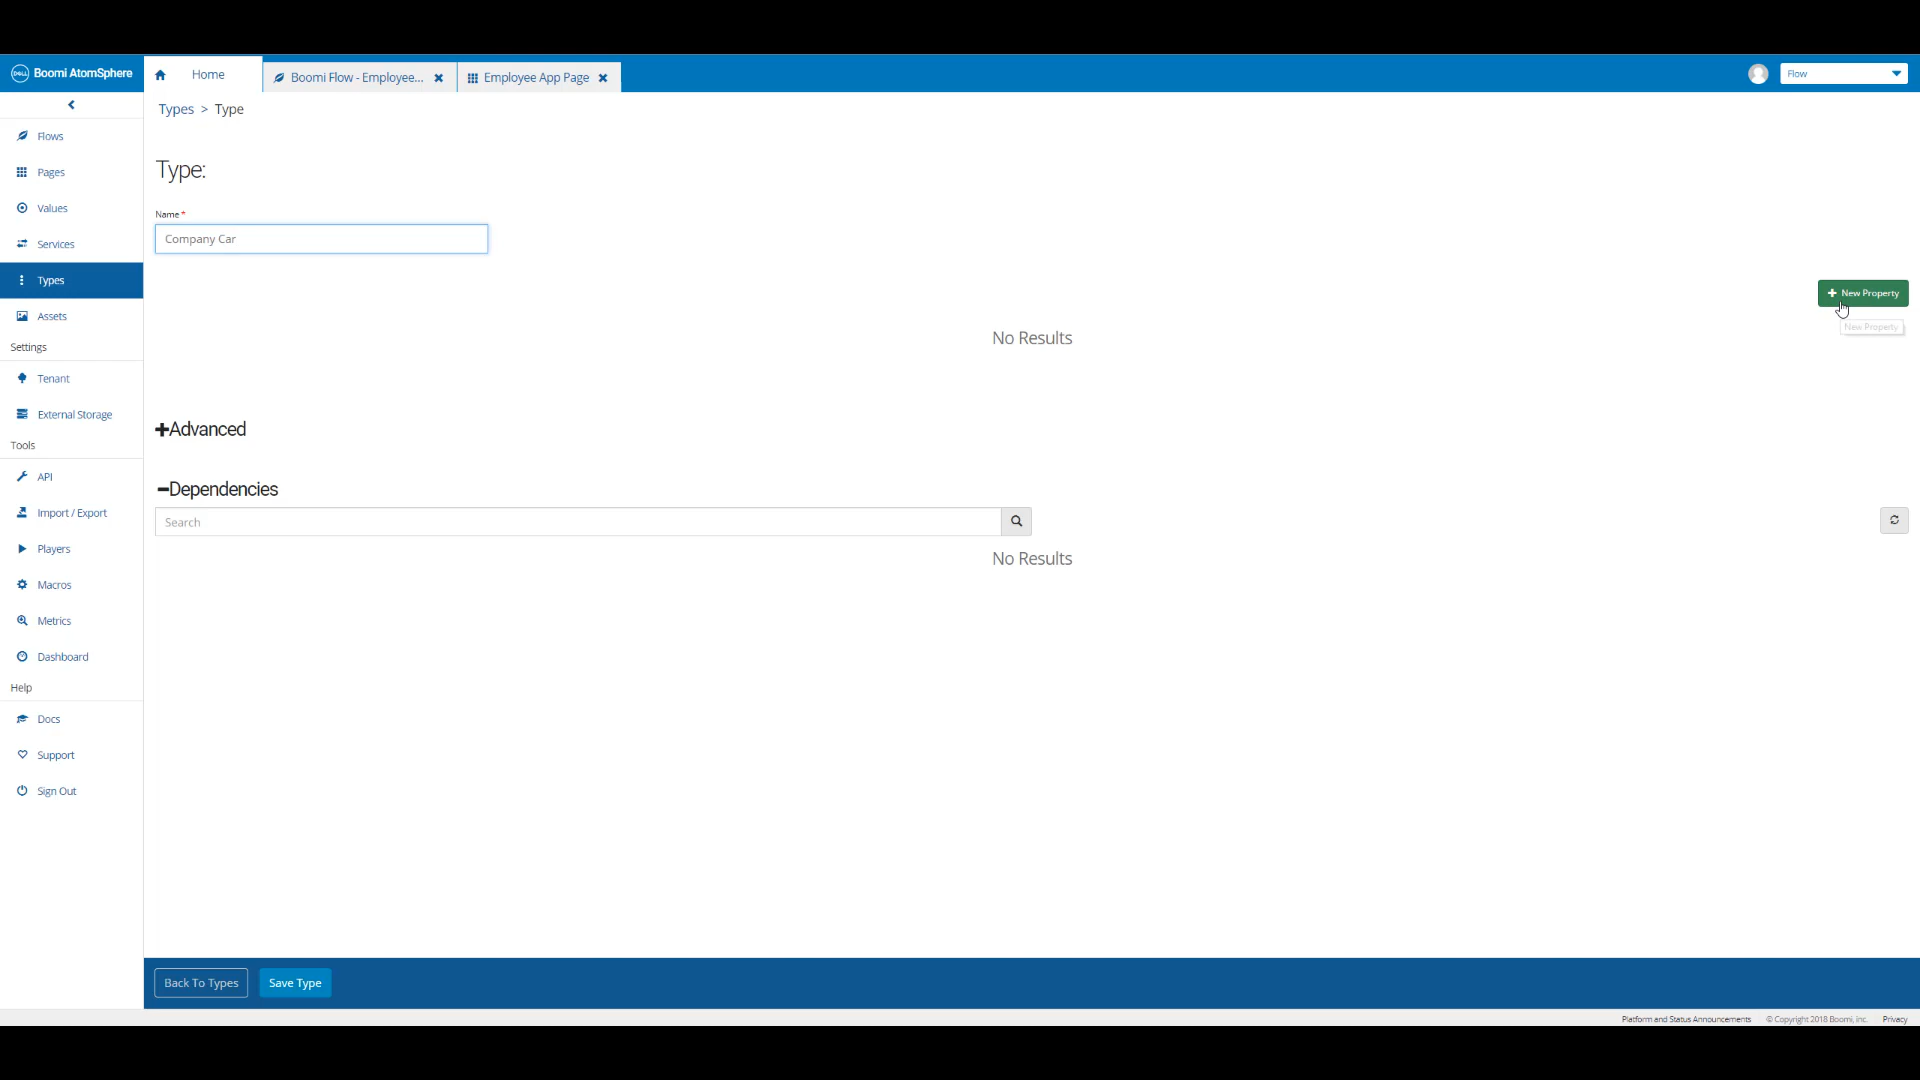 DELL Boomi AtomSphere
Home
Boomi Flow - Employee...
Employee App Page
Flow
Types > Type
Flows
Pages
Values
Services
Types
Assets
Settings
Tenant
External Storage
Tools
API
Import / Export
Players
Macros
Metrics
Dashboard
Help
Docs
Support
Sign Out
Type:
Name *
Company Car
New Property
New Property
No Results
Advanced
Dependencies
Search
No Results
Back To Types
Save Type
Platform and Status Announcements © Copyright 2018 Boomi, Inc. Privacy